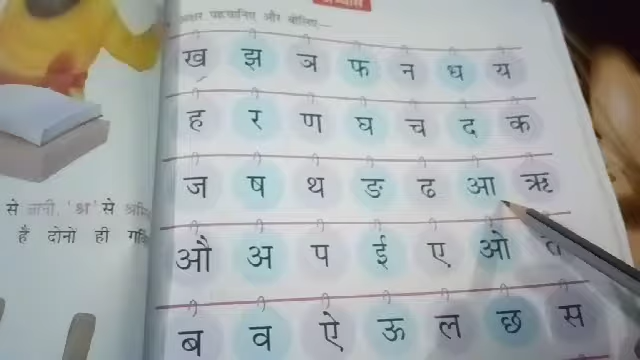 अक्षर पहचानिए और बोलिए—
ख झ ञ फ न ध य
ह र ण घ च द क
ज ष थ ङ ढ आ ऋ
औ अ प ई ए ओ
ब व ऐ ऊ ल छ स
से ज्ञानी, 'श्र' से
हैं दोनों ही